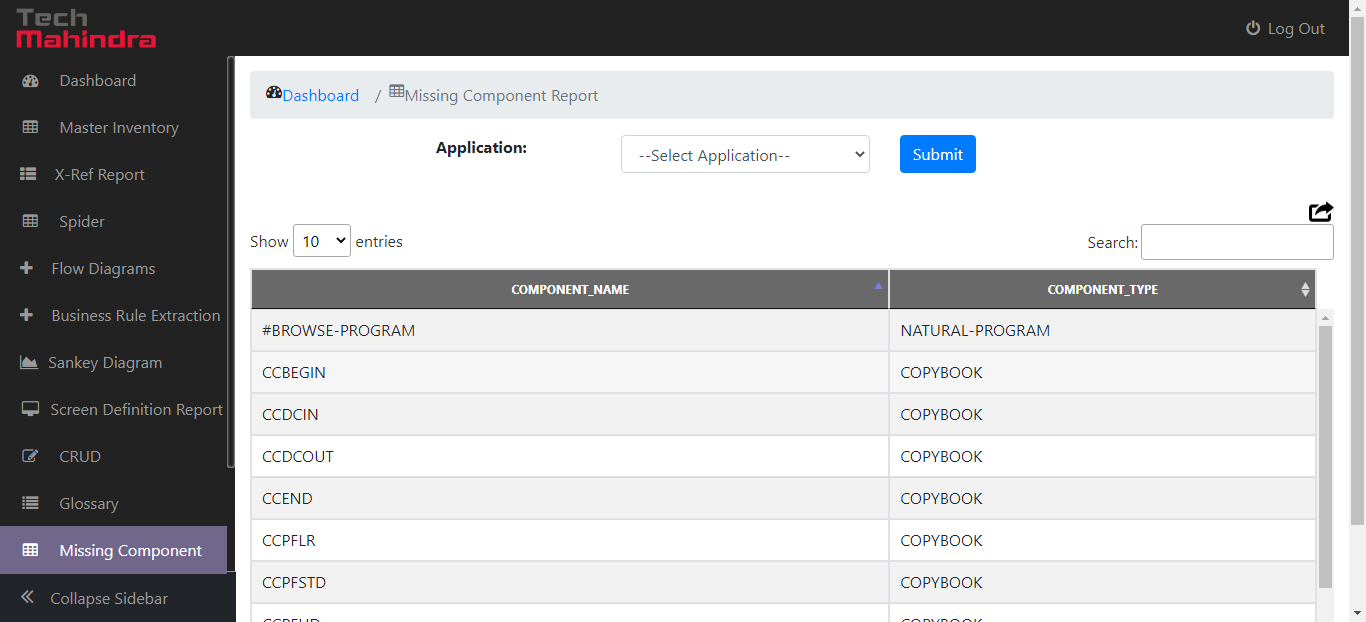 Tech
Mahindra
Log Out
Dashboard
Master Inventory
X-Ref Report
Spider
Flow Diagrams
Business Rule Extraction
Sankey Diagram
Screen Definition Report
CRUD
Glossary
Missing Component
Collapse Sidebar
Dashboard / Missing Component Report
Application: --Select Application-- Submit
Show 10 entries Search:
COMPONENT_NAME COMPONENT_TYPE
#BROWSE-PROGRAM NATURAL-PROGRAM
CCBEGIN COPYBOOK
CCDCIN COPYBOOK
CCDCOUT COPYBOOK
CCEND COPYBOOK
CCPFLR COPYBOOK
CCPFSTD COPYBOOK